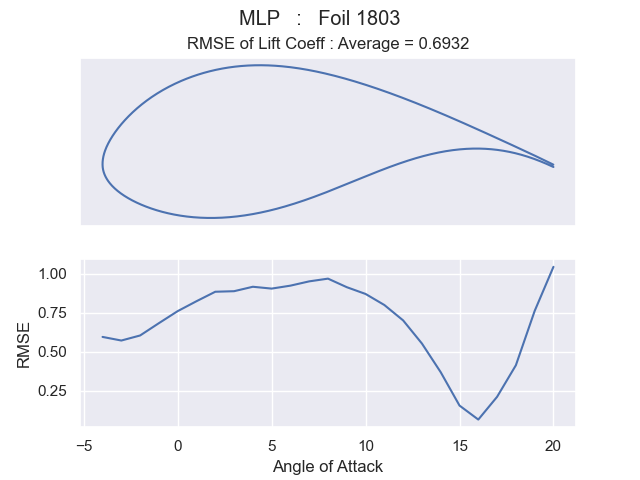 MLP : Foil 1803
RMSE of Lift Coeff : Average = 0.6932
1.00
0.75
0.50
0.25
RMSE
−5 0 5 10 15 20
Angle of Attack